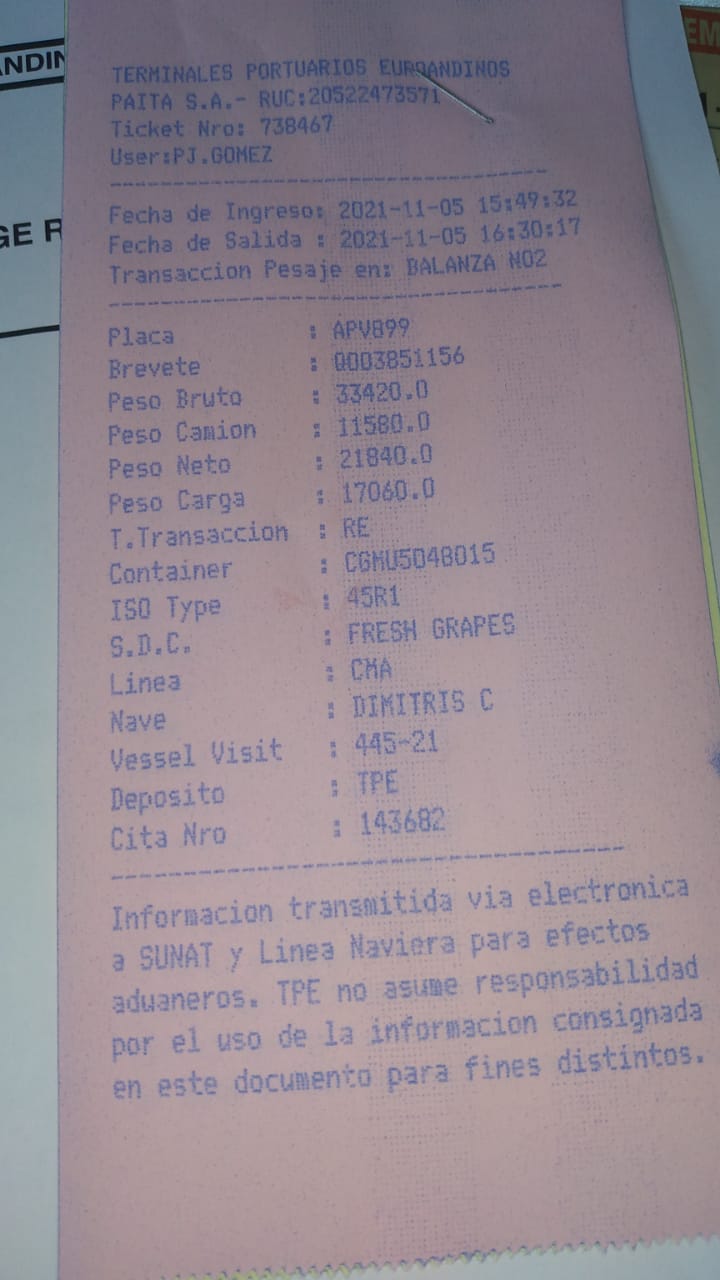 TERMINALES PORTUARIOS EUROANDINOS
PAITA S.A.- RUC:20522473571
Ticket Nro: 738467
User:PJ.GOMEZ
Fecha de Ingreso: 2021-11-05 15:49:32
Fecha de Salida : 2021-11-05 16:30:17
Transaccion Pesaje en: BALANZA NO2
Placa : APV899
Brevete : Q003851156
Peso Bruto : 33420.0
Peso Camion : 11580.0
Peso Neto : 21840.0
Peso Carga : 17060.0
T.Transaccion : RE
Container : CGMU5048015
ISO Type : 45R1
S.D.C. : FRESH GRAPES
Linea : CMA
Nave : DIMITRIS C
Vessel Visit : 445-21
Deposito : TPE
Cita Nro : 143682
Informacion transmitida via electronica
a SUNAT y Linea Naviera para efectos
aduaneros. TPE no asume responsabilidad
por el uso de la informacion consignada
en este documento para fines distintos.